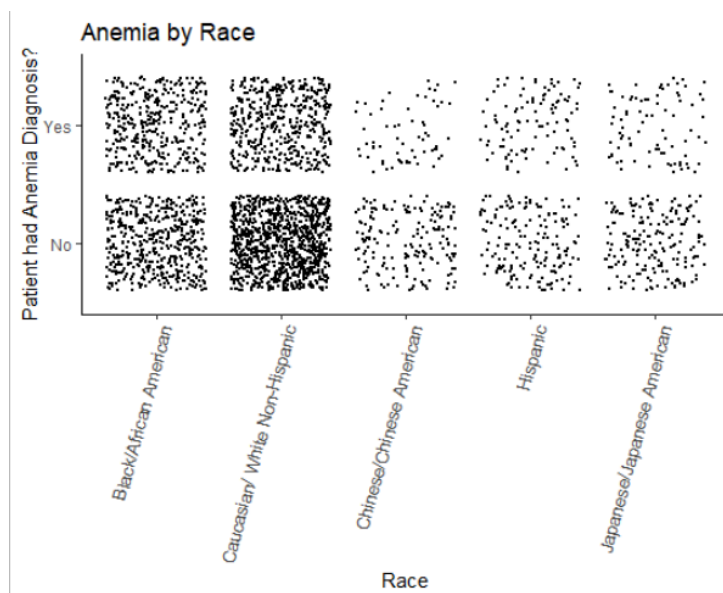 Anemia by Race
Patient had Anemia Diagnosis?
Yes
No
Black/African American
Caucasian/ White Non-Hispanic
Chinese/Chinese American
Hispanic
Japanese/Japanese American
Race